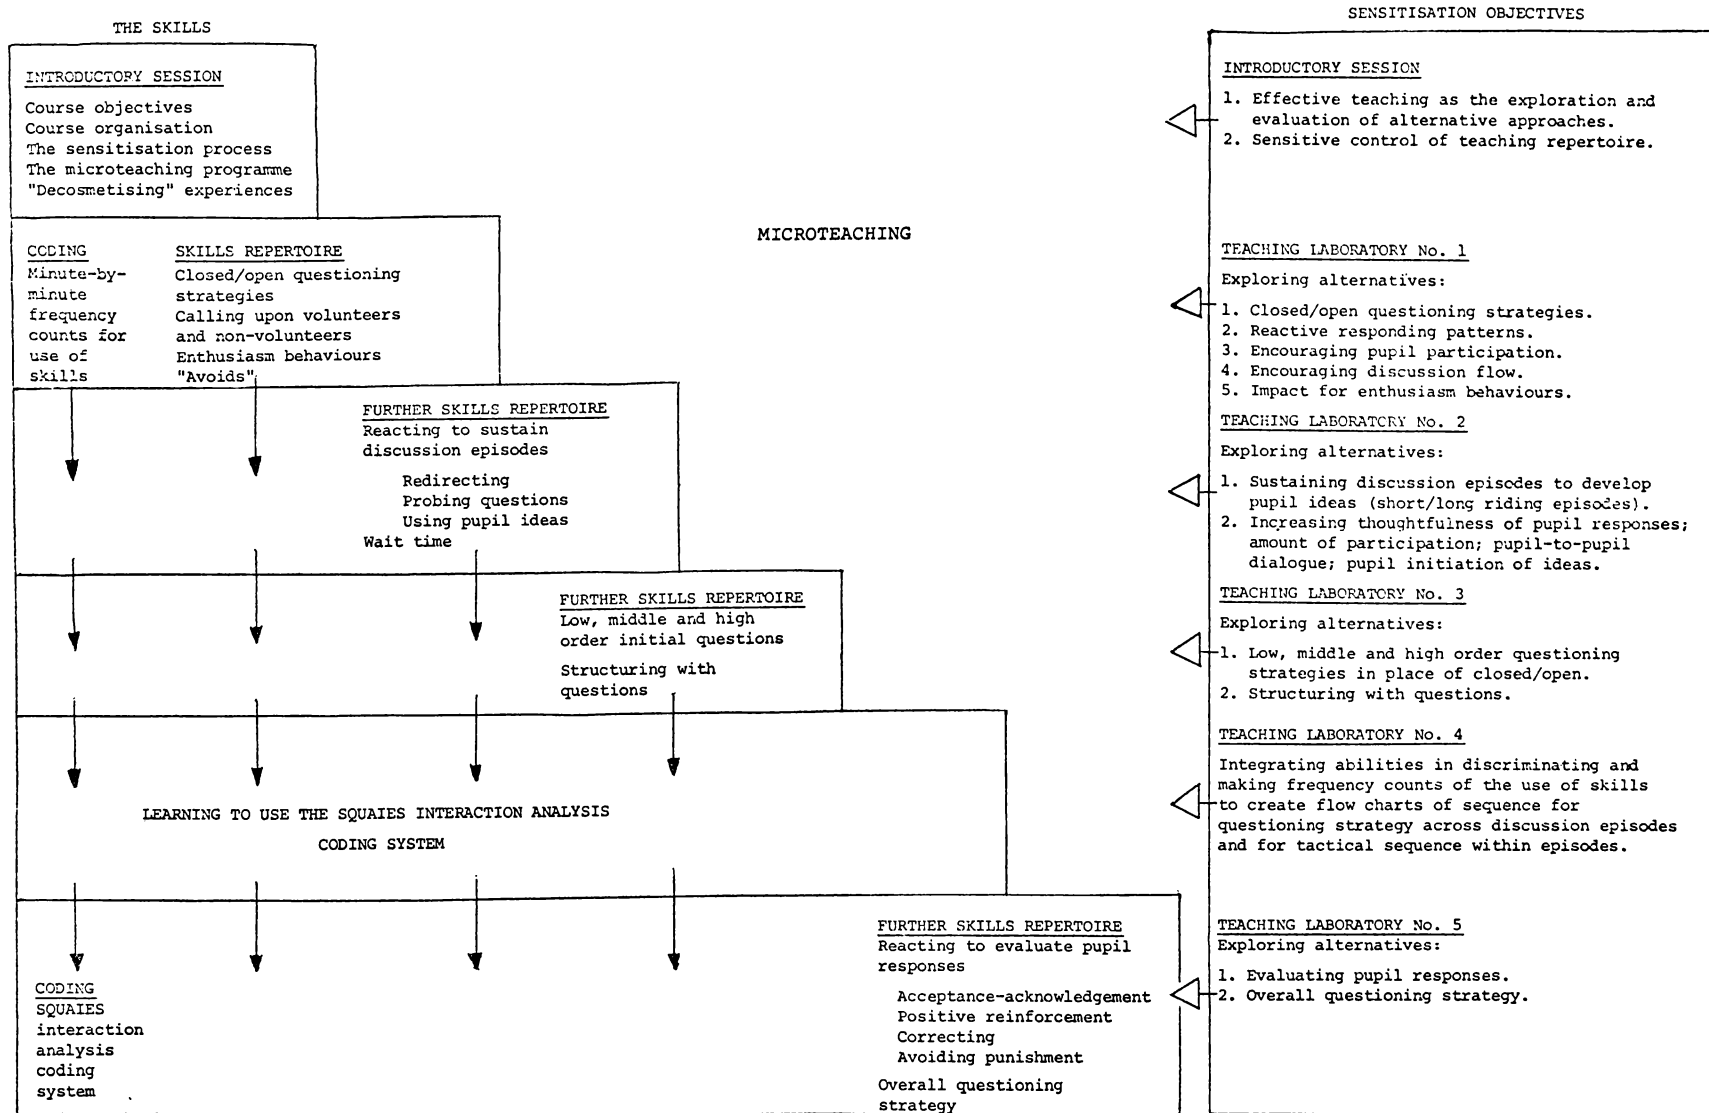 THE SKILLS
INTRODUCTORY SESSION
Course objectives
Course organisation
The sensitisation process
The microteaching programme
"Decosmetising" experiences
CODING
Minute-by-
minute
frequency
counts for
use of
skills
SKILLS REPERTOIRE
Closed/open questioning
strategies
Calling upon volunteers
and non-volunteers
Enthusiasm behaviours
"Avoids"
FURTHER SKILLS REPERTOIRE
Reacting to sustain
discussion episodes
Redirecting
Probing questions
Using pupil ideas
Wait time
FURTHER SKILLS REPERTOIRE
Low, middle and high
order initial questions
Structuring with
questions
LEARNING TO USE THE SQUAIES INTERACTION ANALYSIS
CODING SYSTEM
CODING
SQUAIES
interaction
analysis
coding
system
FURTHER SKILLS REPERTOIRE
Reacting to evaluate pupil
responses
Acceptance-acknowledgement
Positive reinforcement
Correcting
Avoiding punishment
Overall questioning
strategy
MICROTEACHING
SENSITISATION OBJECTIVES
INTRODUCTORY SESSION
1. Effective teaching as the exploration and
evaluation of alternative approaches.
2. Sensitive control of teaching repertoire.
TEACHING LABORATORY No. 1
Exploring alternatives:
1. Closed/open questioning strategies.
2. Reactive responding patterns.
3. Encouraging pupil participation.
4. Encouraging discussion flow.
5. Impact for enthusiasm behaviours.
TEACHING LABORATORY No. 2
Exploring alternatives:
1. Sustaining discussion episodes to develop
pupil ideas (short/long riding episodes).
2. Increasing thoughtfulness of pupil responses;
amount of participation; pupil-to-pupil
dialogue; pupil initiation of ideas.
TEACHING LABORATORY No. 3
Exploring alternatives:
1. Low, middle and high order questioning
strategies in place of closed/open.
2. Structuring with questions.
TEACHING LABORATORY No. 4
Integrating abilities in discriminating and
making frequency counts of the use of skills
to create flow charts of sequence for
questioning strategy across discussion episodes
and for tactical sequence within episodes.
TEACHING LABORATORY No. 5
Exploring alternatives:
1. Evaluating pupil responses.
2. Overall questioning strategy.